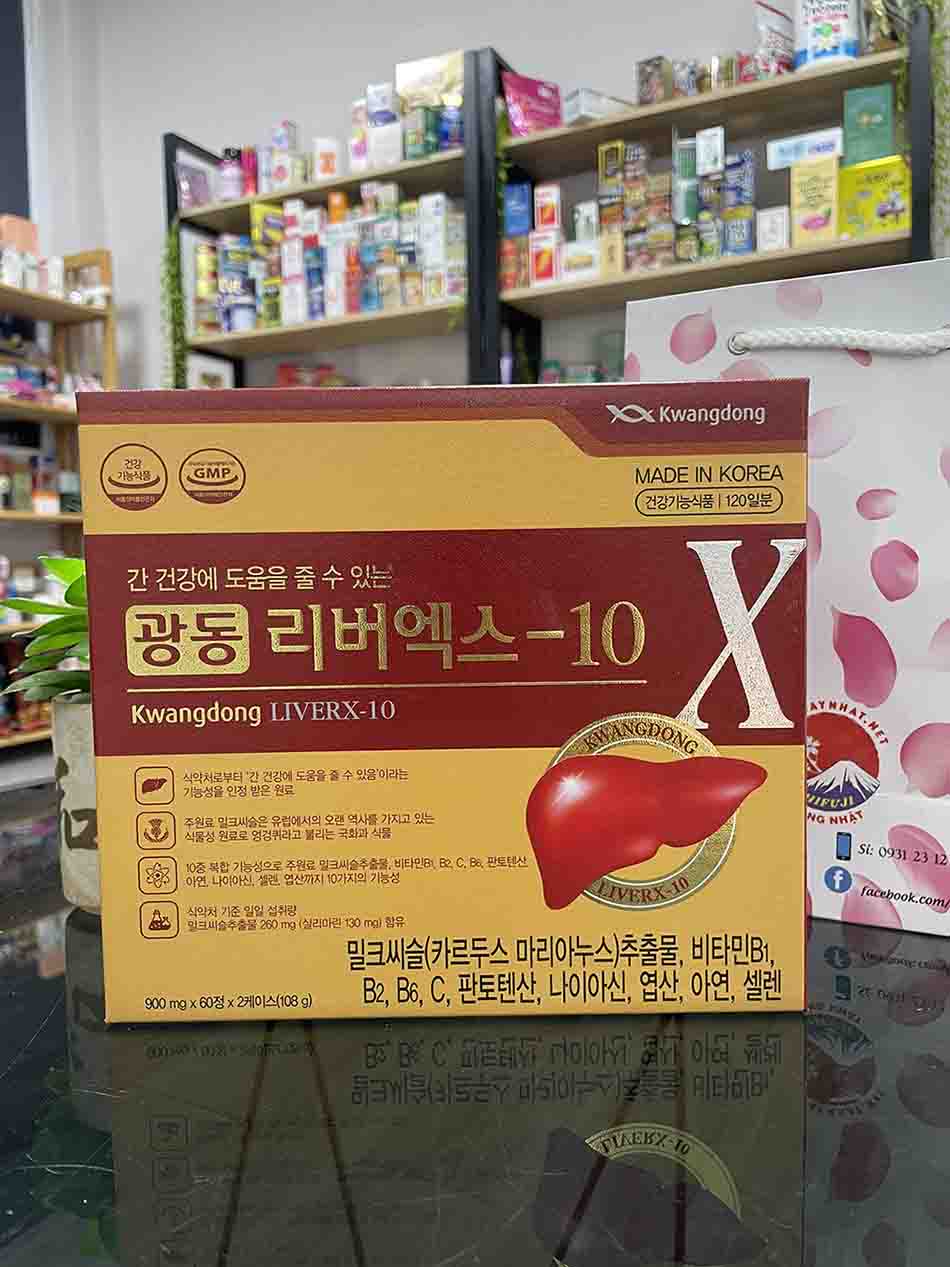 Kwangdong
건강
기능식품
GMP
MADE IN KOREA
건강기능식품 | 120일분
간 건강에 도움을 줄 수 있는
광동 리버엑스-10
X
Kwangdong LIVERX-10
KWANGDONG
LIVERX-10
식약처로부터 '간 건강에 도움을 줄 수 있음'이라는
기능성을 인정 받은 원료
주원료 밀크씨슬은 유럽에서의 오랜 역사를 가지고 있는
식물성 원료로 엉겅퀴라고 불리는 국화과 식물
10중 복합 기능성으로 주원료 밀크씨슬추출물, 비타민B1, B2, C, B6, 판토텐산
아연, 나이아신, 셀렌, 엽산까지 10가지의 기능성
식약처 기준 일일 섭취량
밀크씨슬추출물 260 mg (실리마린 130 mg) 함유
밀크씨슬(카르두스 마리아누스)추출물, 비타민B1,
B2, B6, C, 판토텐산, 나이아신, 엽산, 아연, 셀렌
900 mg x 60정 x 2케이스(108 g)
AYNHAT.NET
IFUJI
NG NHẬT
Sỉ: 0931 23 12
facebook.com/